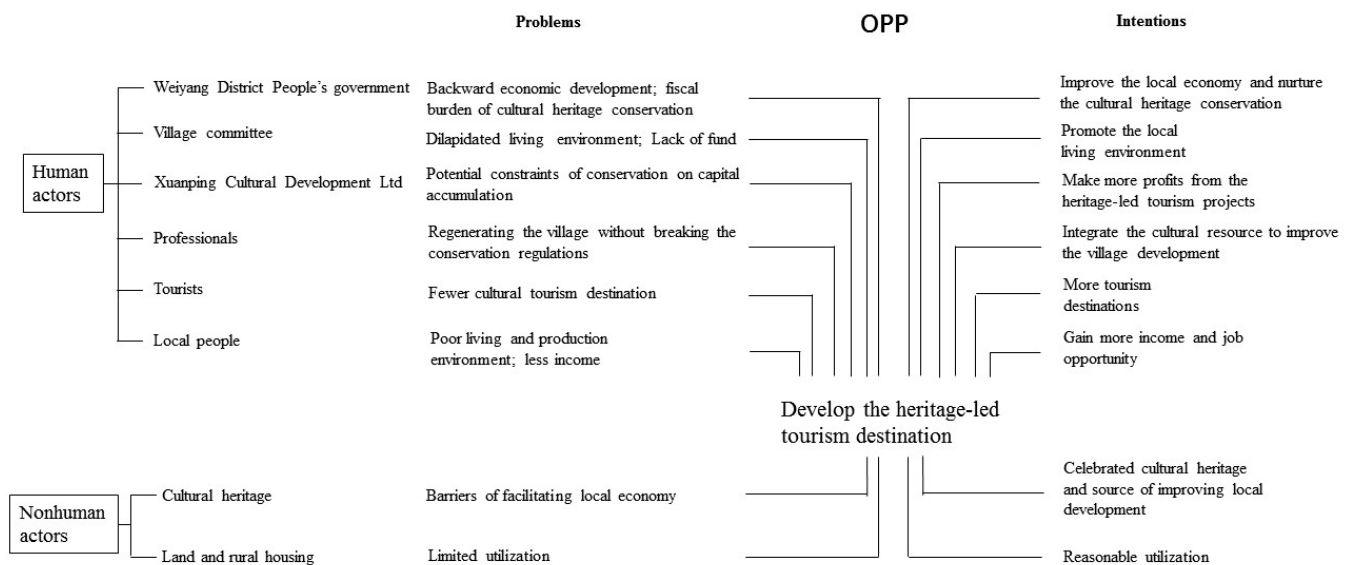 Problems
OPP
Intentions
Human
actors
Weiyang District People's government
Backward economic development; fiscal
burden of cultural heritage conservation
Improve the local economy and nurture
the cultural heritage conservation
Village committee
Dilapidated living environment; Lack of fund
Promote the local
living environment
Xuanping Cultural Development Ltd
Potential constraints of conservation on capital
accumulation
Make more profits from the
heritage-led tourism projects
Professionals
Regenerating the village without breaking the
conservation regulations
Integrate the cultural resource to improve
the village development
Tourists
Fewer cultural tourism destination
More tourism
destinations
Local people
Poor living and production
environment; less income
Gain more income and job
opportunity
Develop the heritage-led
tourism destination
Nonhuman
actors
Cultural heritage
Barriers of facilitating local economy
Celebrated cultural heritage
and source of improving local
development
Land and rural housing
Limited utilization
Reasonable utilization